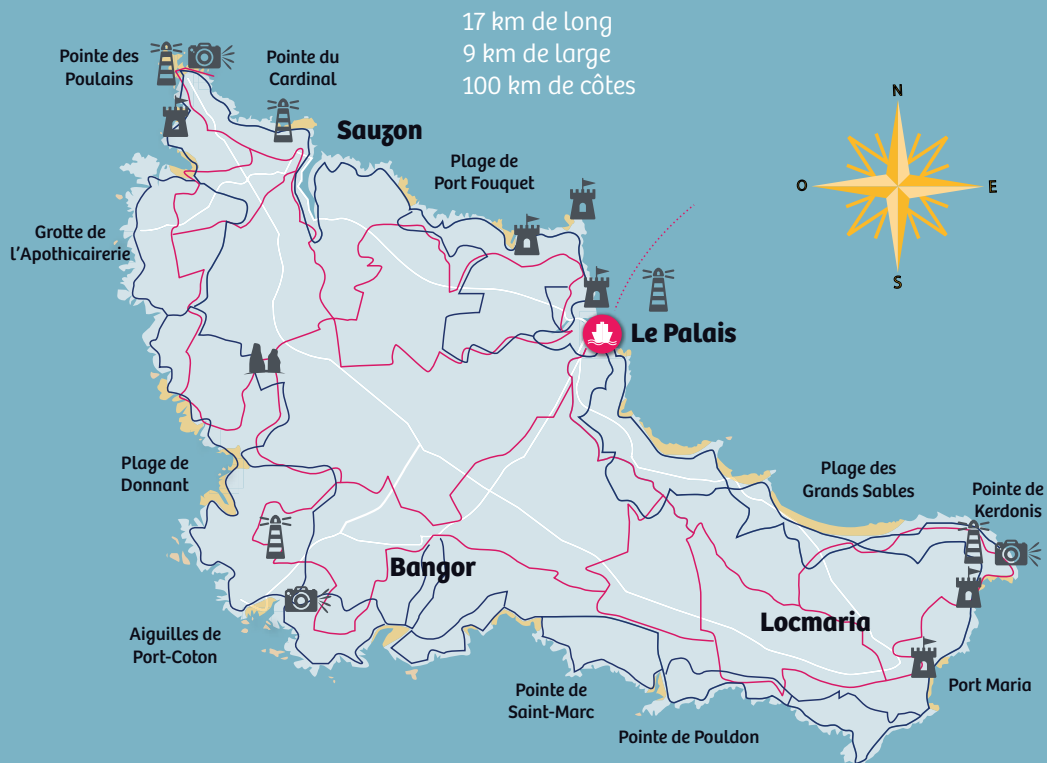 17 km de long
9 km de large
100 km de côtes
Pointe des
Poulains
Pointe du
Cardinal
Sauzon
Plage de
Port Fouquet
N
O
E
S
Grotte de
l'Apothicairerie
Le Palais
Plage de
Donnant
Plage des
Grands Sables
Pointe de
Kerdonis
Bangor
Locmaria
Aiguilles de
Port-Coton
Pointe de
Saint-Marc
Port Maria
Pointe de Pouldon